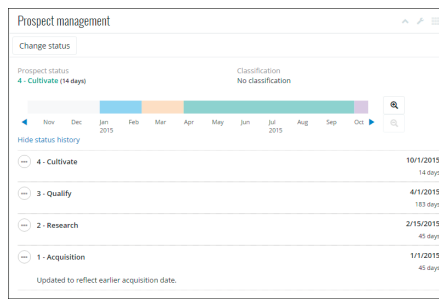 Prospect management
Change status
Prospect status
Classification
4 - Cultivate (14 days)
No classification
Nov Dec Jan Feb Mar Apr May Jun Jul Aug Sep Oct
2015 2015
Hide status history
4 - Cultivate 10/1/2015
14 days
3 - Qualify 4/1/2015
183 days
2 - Research 2/15/2015
45 days
1 - Acquisition 1/1/2015
45 days
Updated to reflect earlier acquisition date.